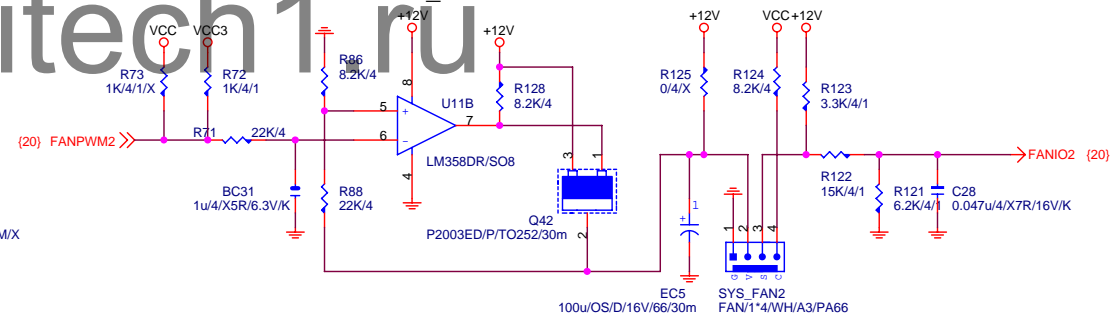 itech1.ru
VCC
VCC3
+12V
+12V
+12V
VCC
+12V
R73
1K/4/1/X
R72
1K/4/1
R86
8.2K/4
8
U11B
R128
8.2K/4
R125
0/4/X
R124
8.2K/4
R123
3.3K/4/1
5
+
6
−
7
4
LM358DR/SO8
{20} FANPWM2
R71
22K/4
3
1
FANIO2 {20}
BC31
1u/4/X5R/6.3V/K
R88
22K/4
R122
15K/4/1
R121
6.2K/4/1
C28
0.047u/4/X7R/16V/K
Q42
P2003ED/P/TO252/30m
2
+
1
1
2
3
4
G
V
S
C
M/X
EC5
100u/OS/D/16V/66/30m
SYS_FAN2
FAN/1*4/WH/A3/PA66